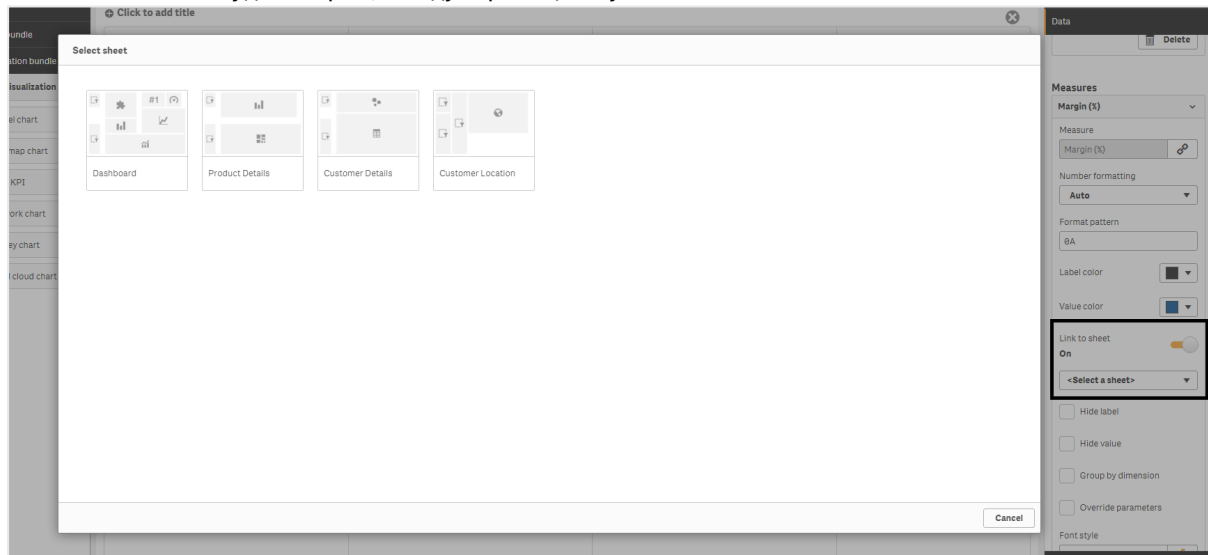 Click to add title
Data
undle
ation bundle
isualization
el chart
map chart
KPI
ork chart
ey chart
cloud chart
Select sheet
#1
Dashboard
Product Details
Customer Details
Customer Location
Cancel
Delete
Measures
Margin (%)
Measure
Margin (%)
Number formatting
Auto
Format pattern
0A
Label color
Value color
Link to sheet
On
<Select a sheet>
Hide label
Hide value
Group by dimension
Override parameters
Font style